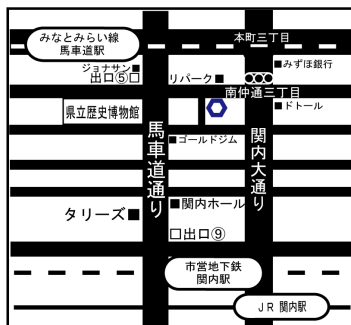 みなとみらい線
馬車道駅
本町三丁目
ジョナサン■
■みずほ銀行
出口⑤□
リパーク■
南仲通三丁目
県立歴史博物館
■ドトール
馬車道通り
関内大通り
■ゴールドジム
タリーズ■
■関内ホール
□出口⑨
市営地下鉄
関内駅
JR 関内駅